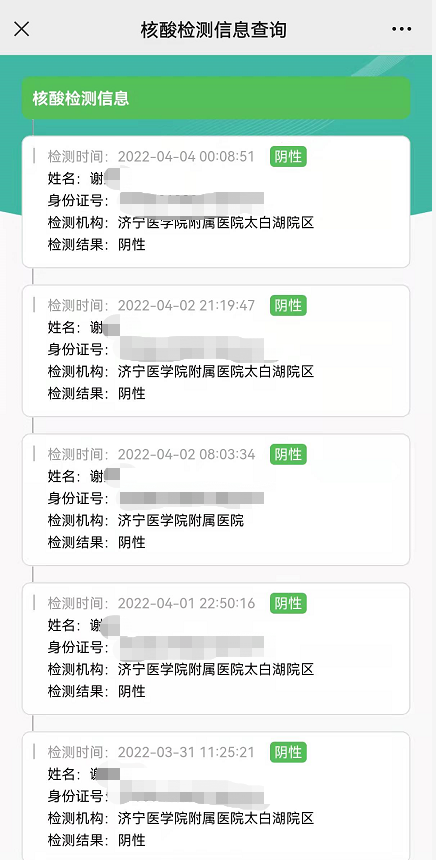 核酸检测信息查询
核酸检测信息
检测时间：2022-04-04 00:08:51 阴性
姓名：谢
身份证号：
检测机构：济宁医学院附属医院太白湖院区
检测结果：阴性
检测时间：2022-04-02 21:19:47 阴性
姓名：谢
身份证号：
检测机构：济宁医学院附属医院太白湖院区
检测结果：阴性
检测时间：2022-04-02 08:03:34 阴性
姓名：谢
身份证号：
检测机构：济宁医学院附属医院
检测结果：阴性
检测时间：2022-04-01 22:50:16 阴性
姓名：谢
身份证号：
检测机构：济宁医学院附属医院太白湖院区
检测结果：阴性
检测时间：2022-03-31 11:25:21 阴性
姓名：谢
身份证号：
检测机构：济宁医学院附属医院太白湖院区
检测结果：阴性